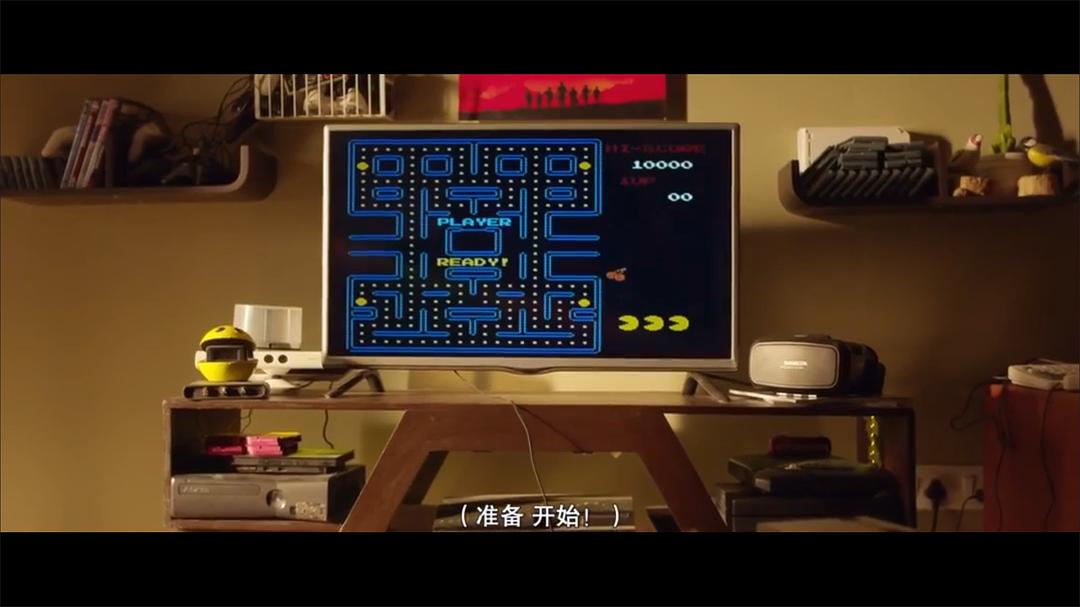 HI-SCORE
10000
1UP
00
PLAYER
READY!
（准备 开始！）